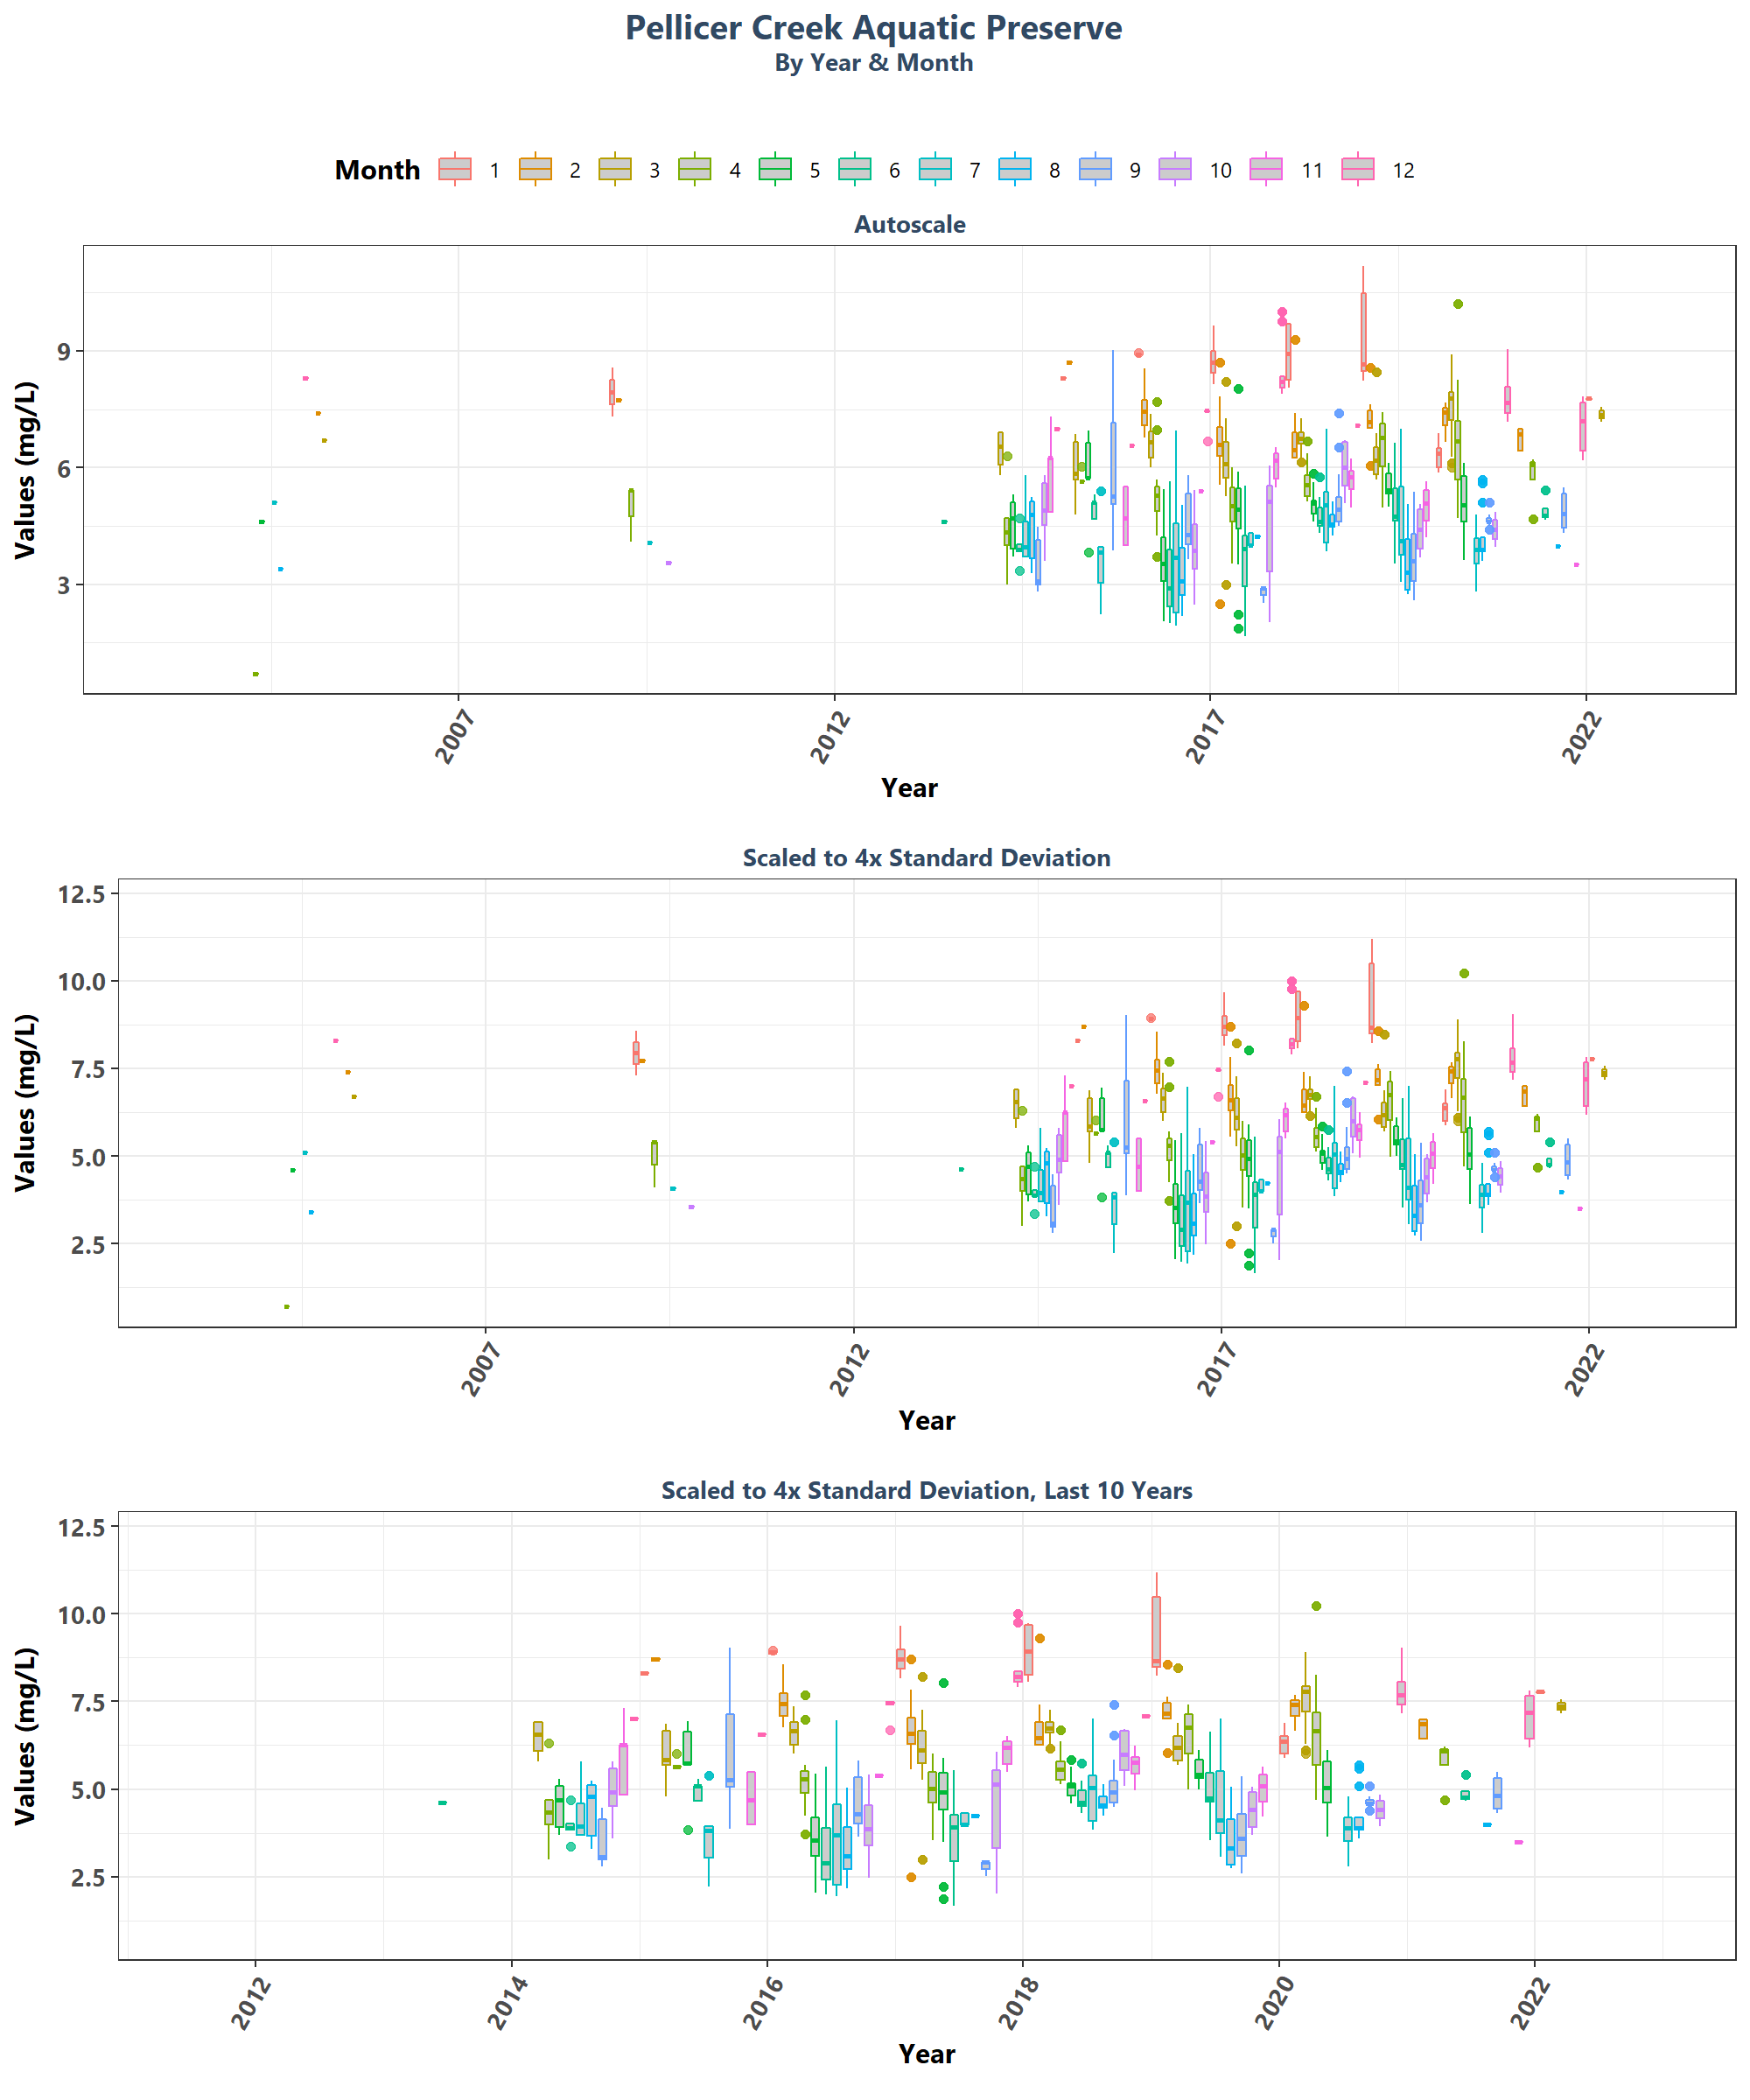 Pellicer Creek Aquatic Preserve
By Year & Month
Month 1 2 3 4 5 6 7 8 9 10 11 12
Autoscale
Values (mg/L)
9
6
3
2007 2012 2017 2022
Year
Scaled to 4x Standard Deviation
Values (mg/L)
12.5
10.0
7.5
5.0
2.5
2007 2012 2017 2022
Year
Scaled to 4x Standard Deviation, Last 10 Years
Values (mg/L)
12.5
10.0
7.5
5.0
2.5
2012 2014 2016 2018 2020 2022
Year